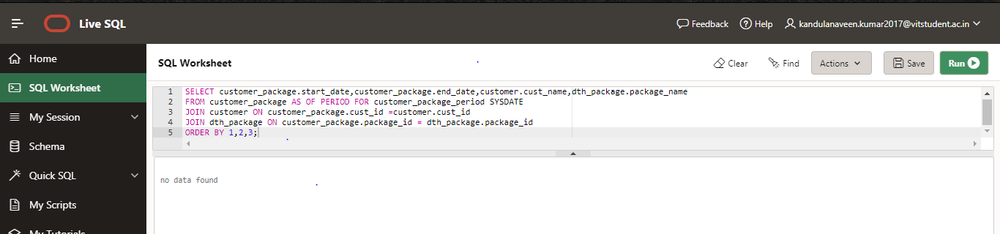 Live SQL
Feedback
Help
kandulanaveen.kumar2017@vitstudent.ac.in
Home
SQL Worksheet
My Session
Schema
Quick SQL
My Scripts
My Tutorials
SQL Worksheet
Clear
Find
Actions
Save
Run
1 SELECT customer_package.start_date,customer_package.end_date,customer.cust_name,dth_package.package_name
2 FROM customer_package AS OF PERIOD FOR customer_package_period SYSDATE
3 JOIN customer ON customer_package.cust_id =customer.cust_id
4 JOIN dth_package ON customer_package.package_id = dth_package.package_id
5 ORDER BY 1,2,3;
no data found